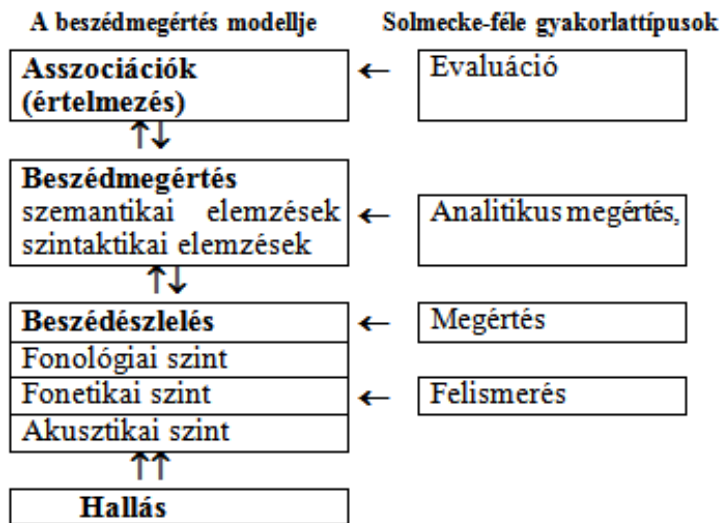 A beszédmegértés modellje Solmecke-féle gyakorlattípusok
Asszociációk ← Evaluáció
(értelmezés)
↑↓
Beszédmegértés
szemantikai elemzések ← Analitikus megértés,
szintaktikai elemzések
↑↓
Beszédészlelés ← Megértés
Fonológiai szint
Fonetikai szint ← Felismerés
Akusztikai szint
↑↑
Hallás